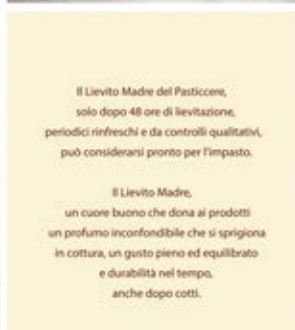 Il Lievito Madre del Pasticcere,
solo dopo 48 ore di lievitazione,
periodici rinfreschi e da controlli qualitativi,
può considerarsi pronto per l'impasto.
Il Lievito Madre,
un cuore buono che dona ai prodotti
un profumo inconfondibile che si sprigiona
in cottura, un gusto pieno ed equilibrato
e durabilità nel tempo,
anche dopo cotti.